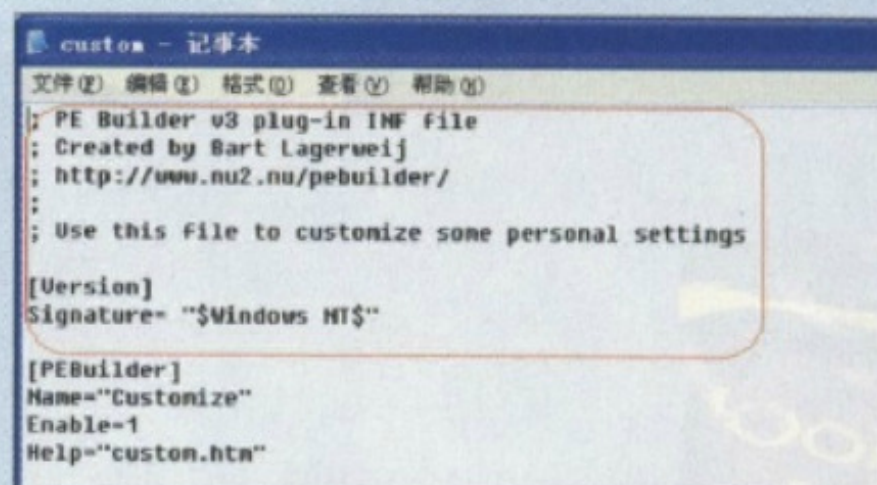 custom - 记事本
文件(F) 编辑(E) 格式(O) 查看(V) 帮助(H)
; PE Builder v3 plug-in INF file
; Created by Bart Lagerweij
; http://www.nu2.nu/pebuilder/
;
; Use this file to customize some personal settings
[Version]
Signature= "$Windows NT$"
[PEBuilder]
Name="Customize"
Enable=1
Help="custom.htm"